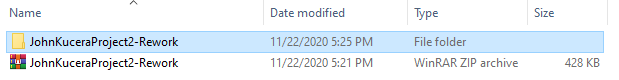 Name Date modified Type Size
JohnKuceraProject2-Rework 11/22/2020 5:25 PM File folder
JohnKuceraProject2-Rework 11/22/2020 5:21 PM WinRAR ZIP archive 428 KB